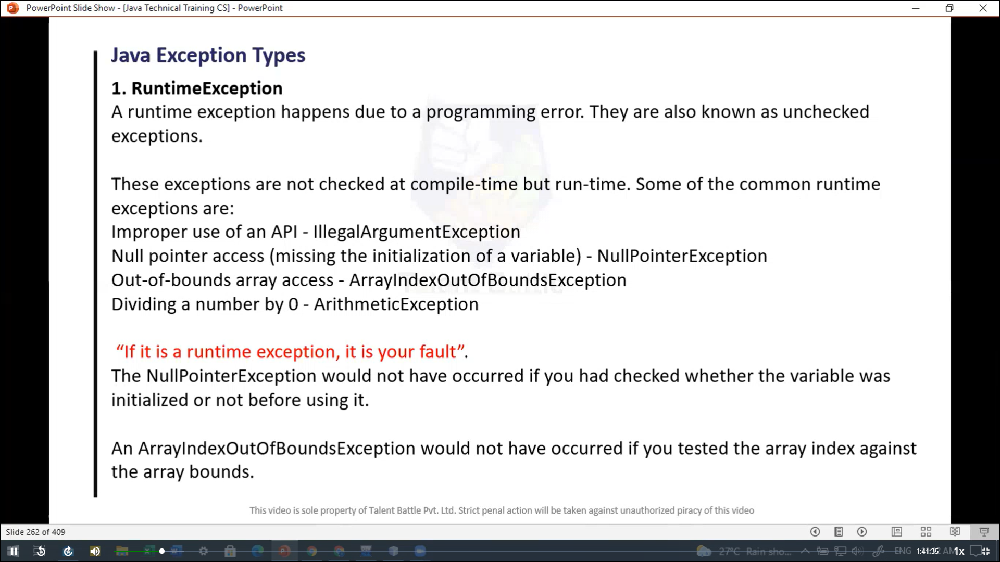 PowerPoint Slide Show - [Java Technical Training CS] - PowerPoint
Java Exception Types
1. RuntimeException
A runtime exception happens due to a programming error. They are also known as unchecked
exceptions.
These exceptions are not checked at compile-time but run-time. Some of the common runtime
exceptions are:
Improper use of an API - IllegalArgumentException
Null pointer access (missing the initialization of a variable) - NullPointerException
Out-of-bounds array access - ArrayIndexOutOfBoundsException
Dividing a number by 0 - ArithmeticException
“If it is a runtime exception, it is your fault”.
The NullPointerException would not have occurred if you had checked whether the variable was
initialized or not before using it.
An ArrayIndexOutOfBoundsException would not have occurred if you tested the array index against
the array bounds.
This video is sole property of Talent Battle Pvt. Ltd. Strict penal action will be taken against unauthorized piracy of this video
Slide 262 of 409
27°C Rain sho... ENG -1:41:35 AM 1x